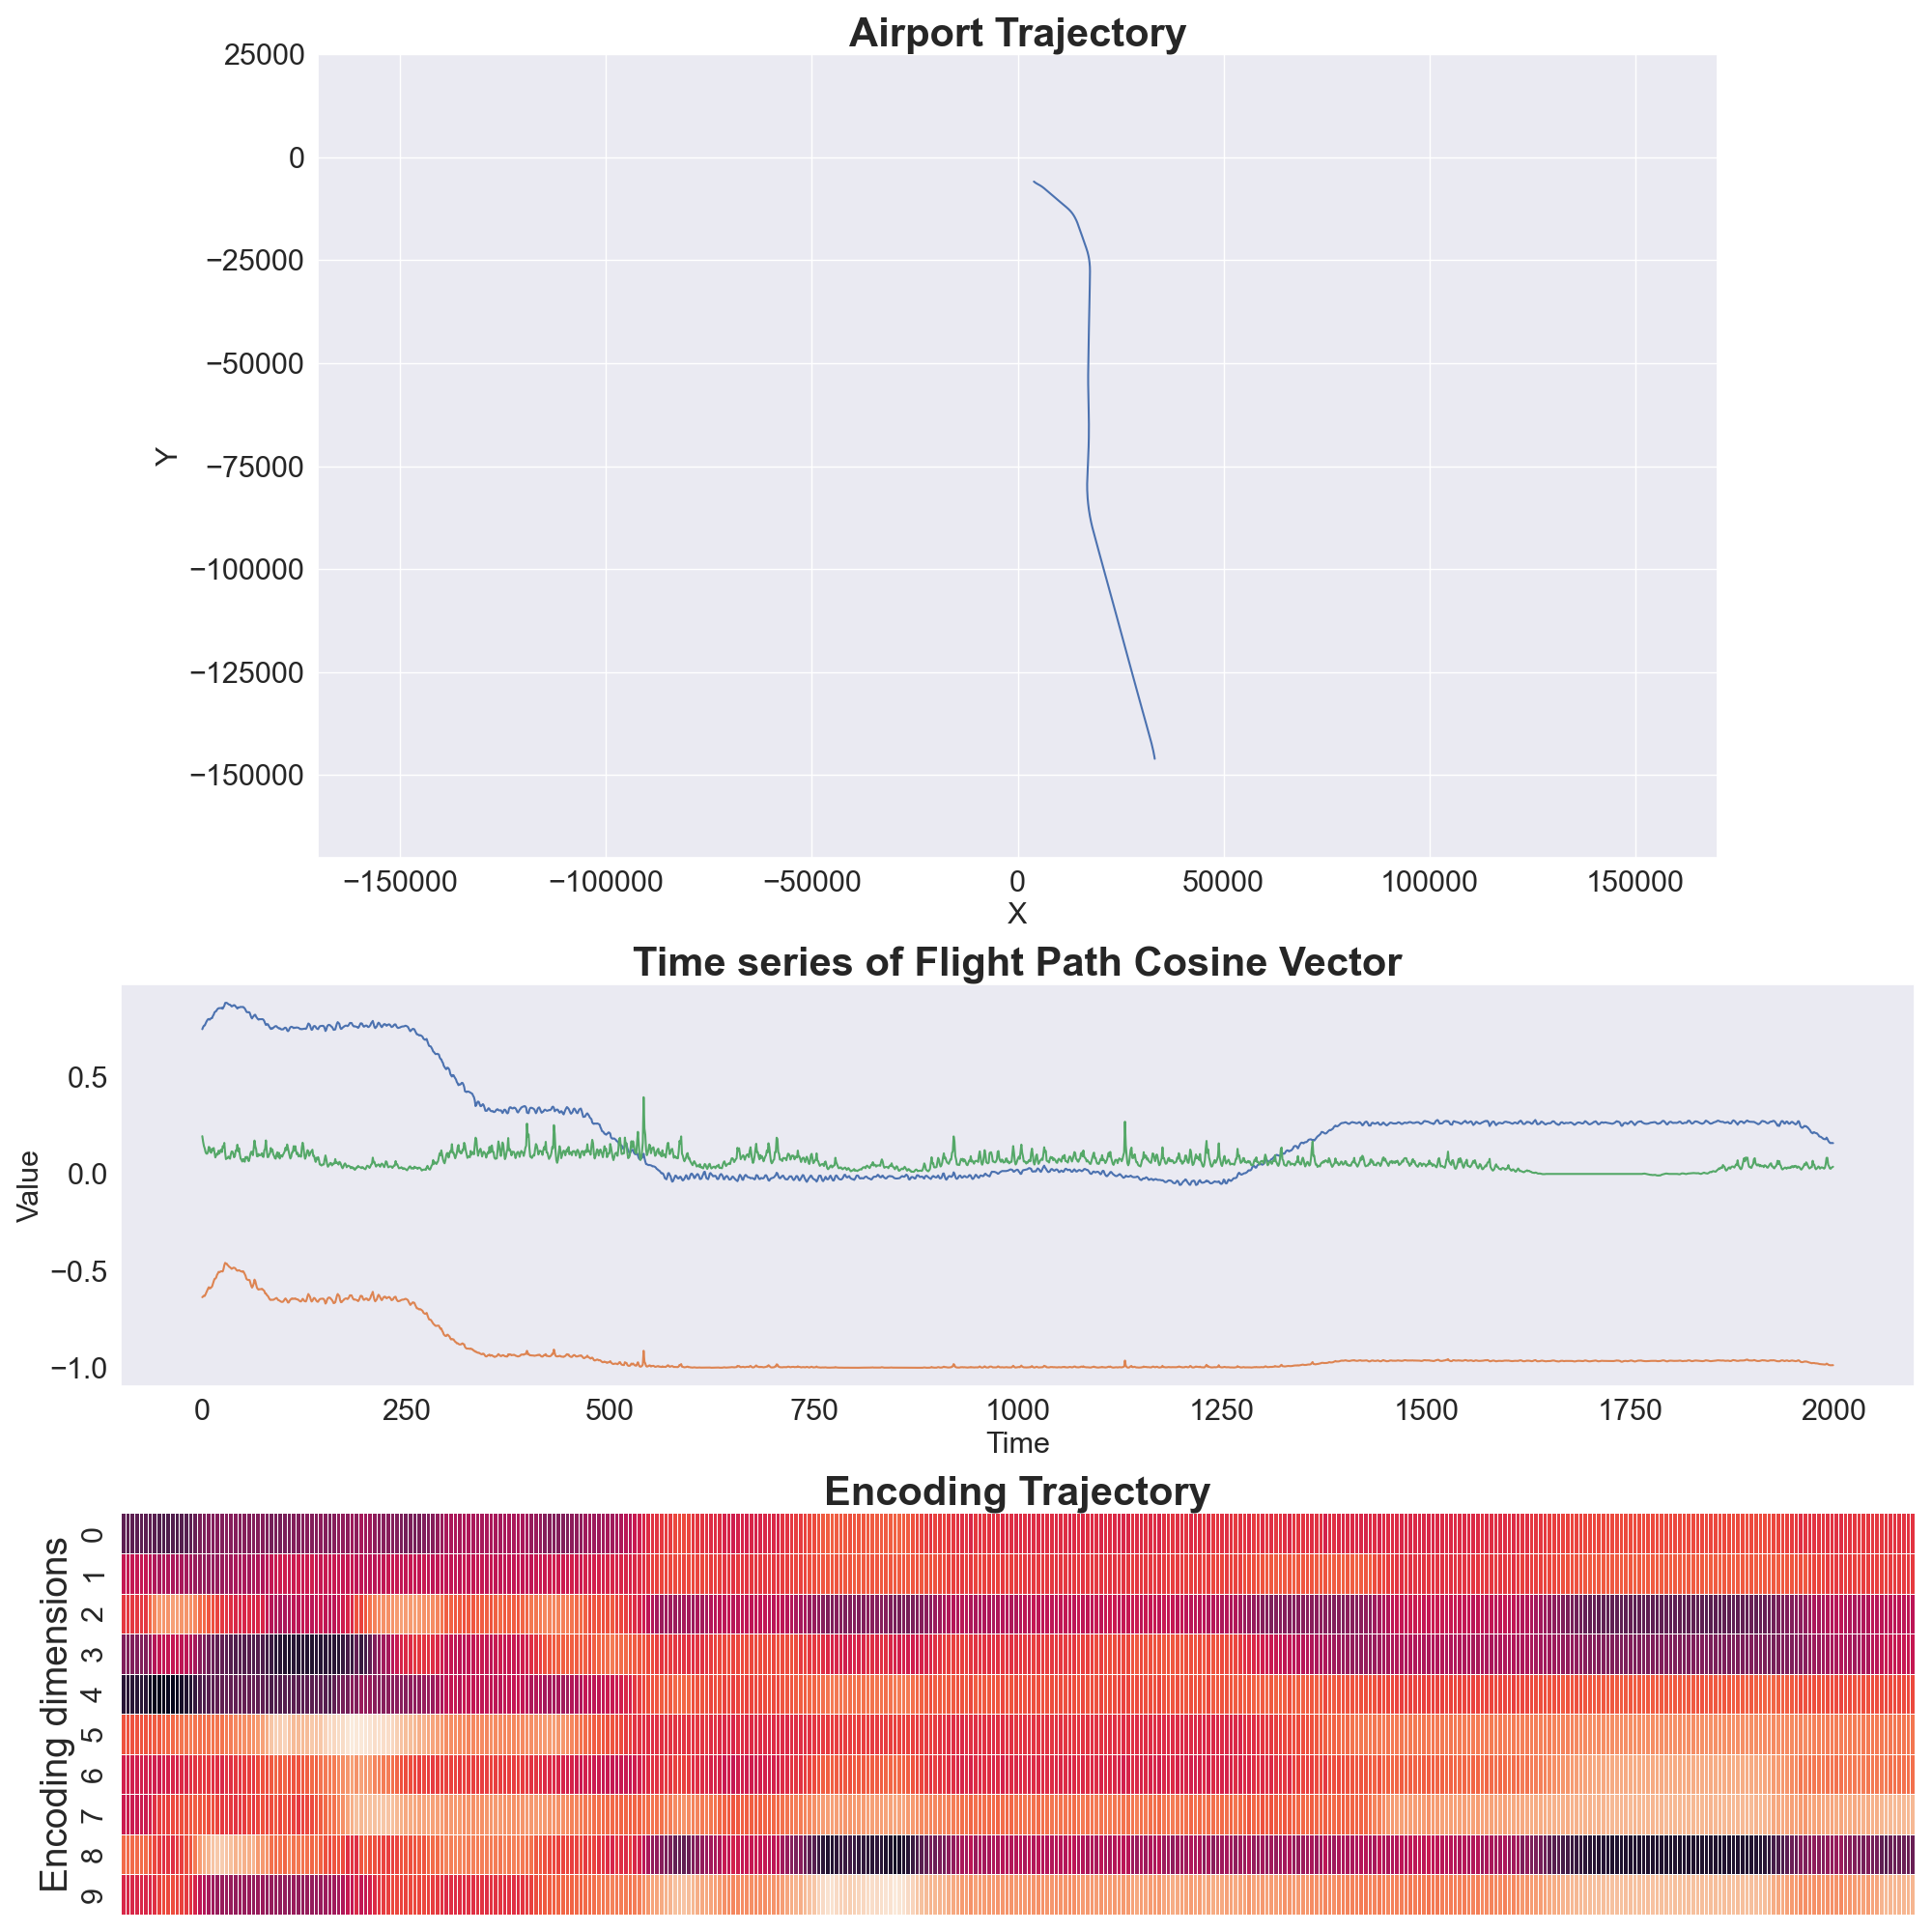 Airport Trajectory
25000
0
−25000
−50000
−75000
−100000
−125000
−150000
Y
−150000 −100000 −50000 0 50000 100000 150000
X
Time series of Flight Path Cosine Vector
0.5
0.0
−0.5
−1.0
Value
0 250 500 750 1000 1250 1500 1750 2000
Time
Encoding Trajectory
Encoding dimensions
0
1
2
3
4
5
6
7
8
9